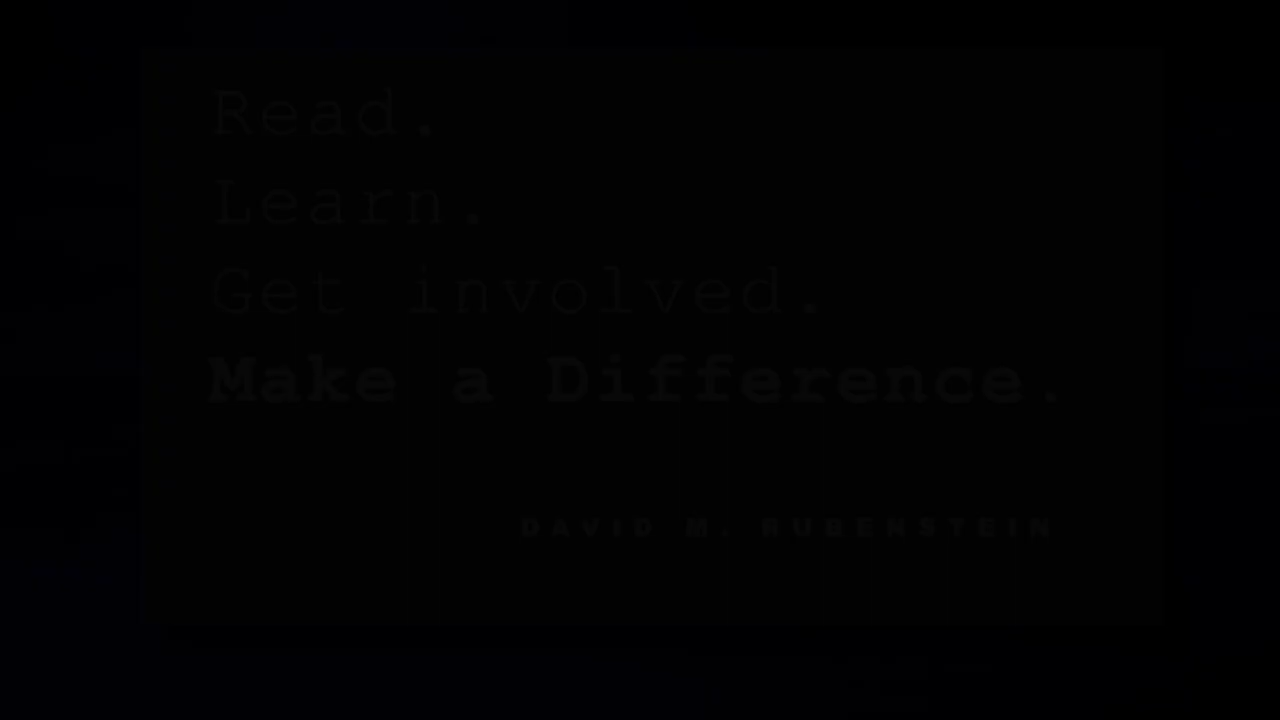 Read.
Learn.
Get involved.
Make a Difference.
DAVID M. RUBENSTEIN